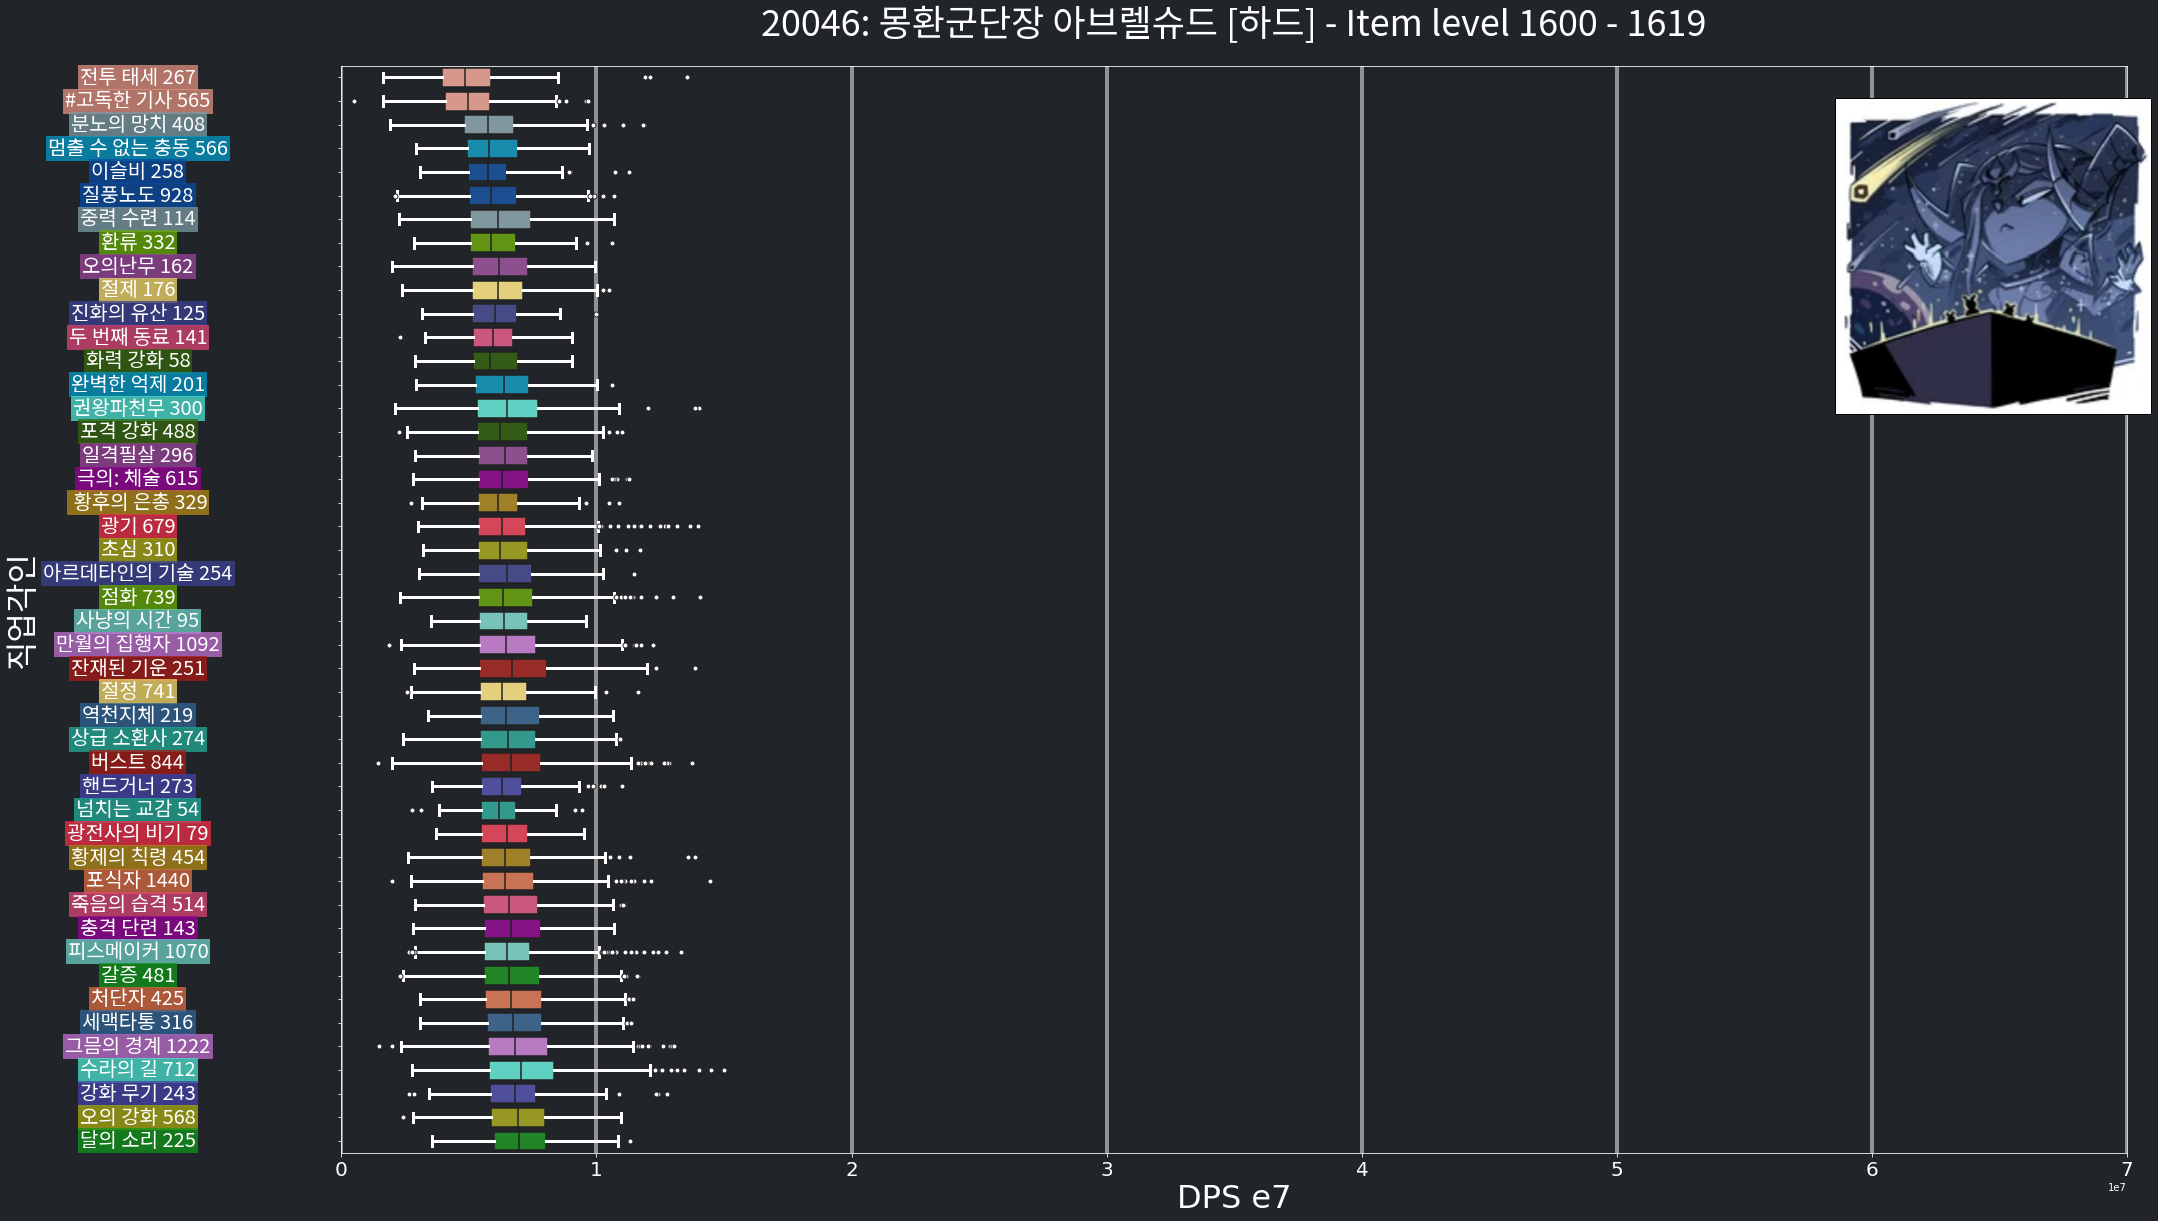 20046: 몽환군단장 아브렐슈드 [하드] - Item level 1600 - 1619
직업각인
전투 태세 267
#고독한 기사 565
분노의 망치 408
멈출 수 없는 충동 566
이슬비 258
질풍노도 928
중력 수련 114
환류 332
오의난무 162
절제 176
진화의 유산 125
두 번째 동료 141
화력 강화 58
완벽한 억제 201
권왕파천무 300
포격 강화 488
일격필살 296
극의: 체술 615
황후의 은총 329
광기 679
초심 310
아르데타인의 기술 254
점화 739
사냥의 시간 95
만월의 집행자 1092
잔재된 기운 251
절정 741
역천지체 219
상급 소환사 274
버스트 844
핸드거너 273
넘치는 교감 54
광전사의 비기 79
황제의 칙령 454
포식자 1440
죽음의 습격 514
충격 단련 143
피스메이커 1070
갈증 481
처단자 425
세맥타통 316
그믐의 경계 1222
수라의 길 712
강화 무기 243
오의 강화 568
달의 소리 225
0 1 2 3 4 5 6 7
1e7
DPS e7